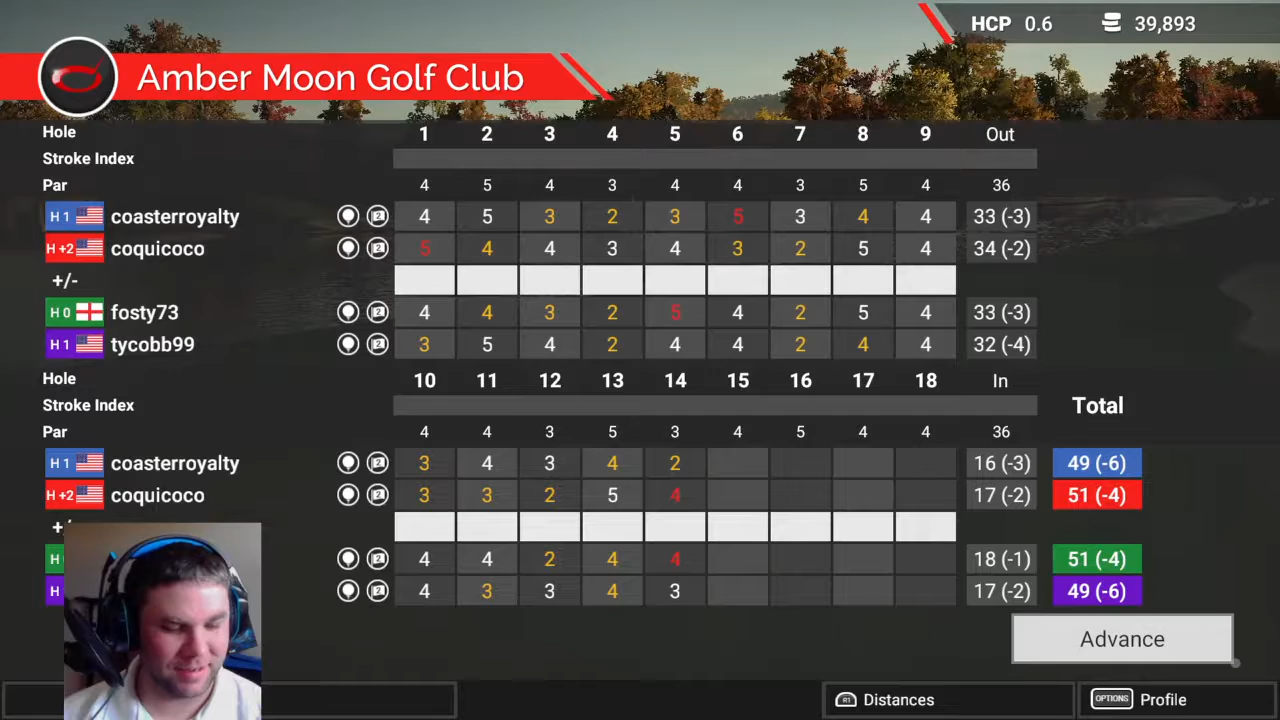 HCP 0.6 39,893
Amber Moon Golf Club
Hole 1 2 3 4 5 6 7 8 9 Out
Stroke Index
Par 4 5 4 3 4 4 3 5 4 36
H 1 coasterroyalty 4 5 3 2 3 5 3 4 4 33 (-3)
H +2 coquicoco 5 4 4 3 4 3 2 5 4 34 (-2)
+/-
H 0 fosty73 4 4 3 2 5 4 2 5 4 33 (-3)
H 1 tycobb99 3 5 4 2 4 4 2 4 4 32 (-4)
Hole 10 11 12 13 14 15 16 17 18 In
Stroke Index Total
Par 4 4 3 5 3 4 5 4 4 36
H 1 coasterroyalty 3 4 3 4 2 16 (-3) 49 (-6)
H +2 coquicoco 3 3 2 5 4 17 (-2) 51 (-4)
H 4 4 2 4 4 18 (-1) 51 (-4)
H 4 3 3 4 3 17 (-2) 49 (-6)
Advance
R1 Distances OPTIONS Profile